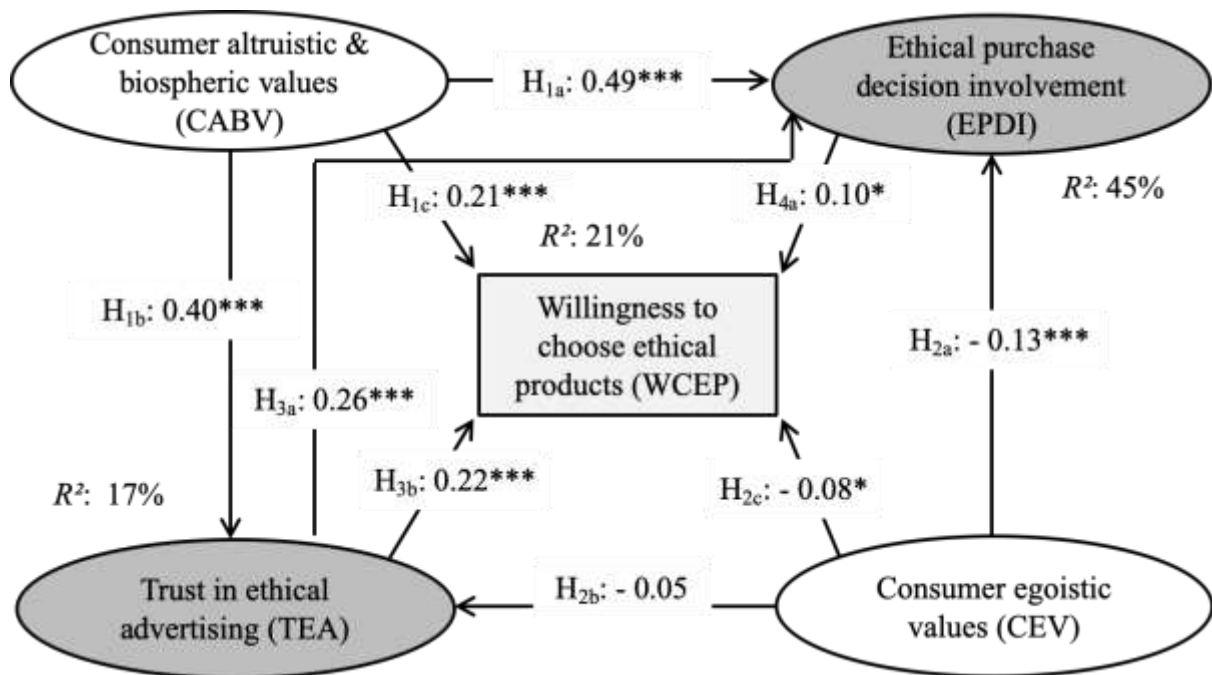 Consumer altruistic &
biospheric values
(CABV)
H1a: 0.49***
Ethical purchase
decision involvement
(EPDI)
H1c: 0.21***
H4a: 0.10*
R²: 45%
R²: 21%
H1b: 0.40***
Willingness to
choose ethical
products (WCEP)
H2a: - 0.13***
H3a: 0.26***
R²: 17%
H3b: 0.22***
H2c: - 0.08*
Trust in ethical
advertising (TEA)
H2b: - 0.05
Consumer egoistic
values (CEV)